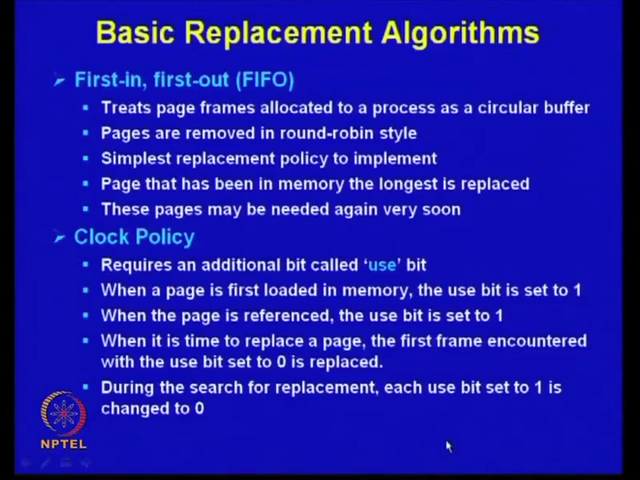 Basic Replacement Algorithms
First-in, first-out (FIFO)
Treats page frames allocated to a process as a circular buffer
Pages are removed in round-robin style
Simplest replacement policy to implement
Page that has been in memory the longest is replaced
These pages may be needed again very soon
Clock Policy
Requires an additional bit called ‘use’ bit
When a page is first loaded in memory, the use bit is set to 1
When the page is referenced, the use bit is set to 1
When it is time to replace a page, the first frame encountered
with the use bit set to 0 is replaced.
During the search for replacement, each use bit set to 1 is
changed to 0
NPTEL